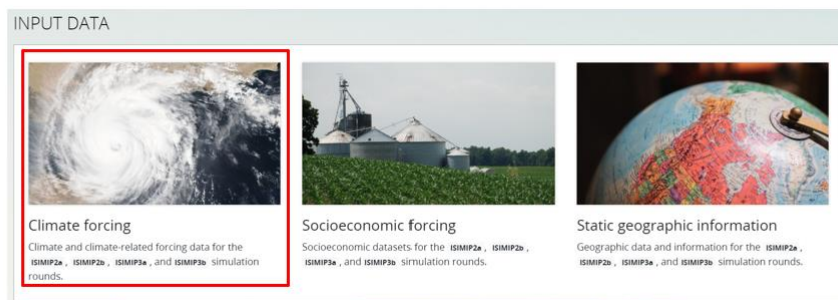 INPUT DATA
Climate forcing
Climate and climate-related forcing data for the
ISIMIP2a , ISIMIP2b , ISIMIP3a , and ISIMIP3b simulation
rounds.
Socioeconomic forcing
Socioeconomic datasets for the ISIMIP2a , ISIMIP2b ,
ISIMIP3a , and ISIMIP3b simulation rounds.
Static geographic information
Geographic data and information for the ISIMIP2a ,
ISIMIP2b , ISIMIP3a , and ISIMIP3b simulation rounds.